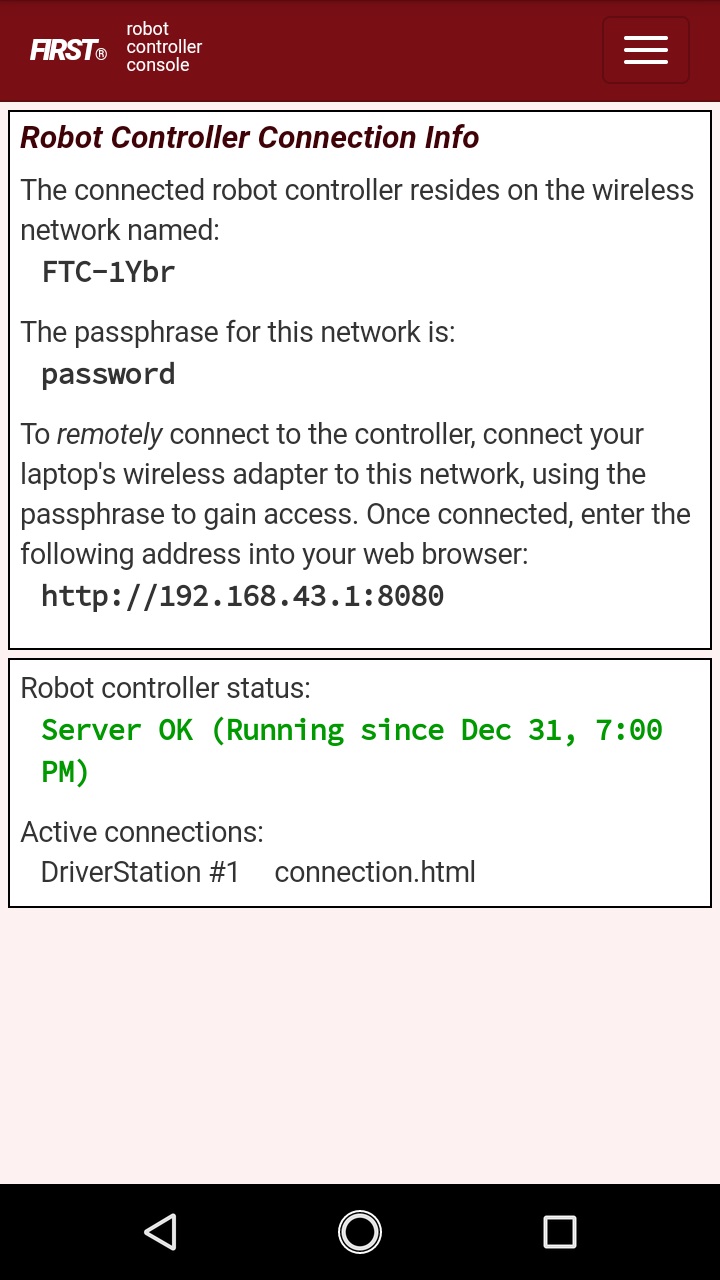 FIRST®
robot
controller
console
Robot Controller Connection Info
The connected robot controller resides on the wireless
network named:
FTC-1Ybr
The passphrase for this network is:
password
To remotely connect to the controller, connect your
laptop's wireless adapter to this network, using the
passphrase to gain access. Once connected, enter the
following address into your web browser:
http://192.168.43.1:8080
Robot controller status:
Server OK (Running since Dec 31, 7:00
PM)
Active connections:
DriverStation #1 connection.html